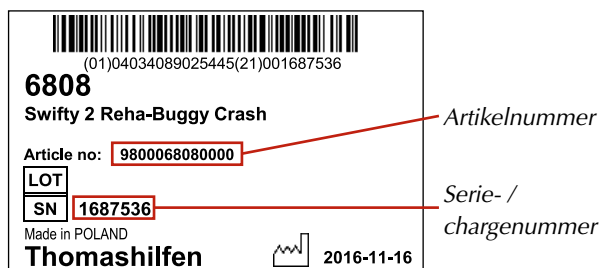 (01)04034089025445(21)001687536
6808
Swifty 2 Reha-Buggy Crash
Article no: 9800068080000
Artikelnummer
LOT
SN 1687536
Serie- /
chargenummer
Made in POLAND
Thomashilfen 2016-11-16